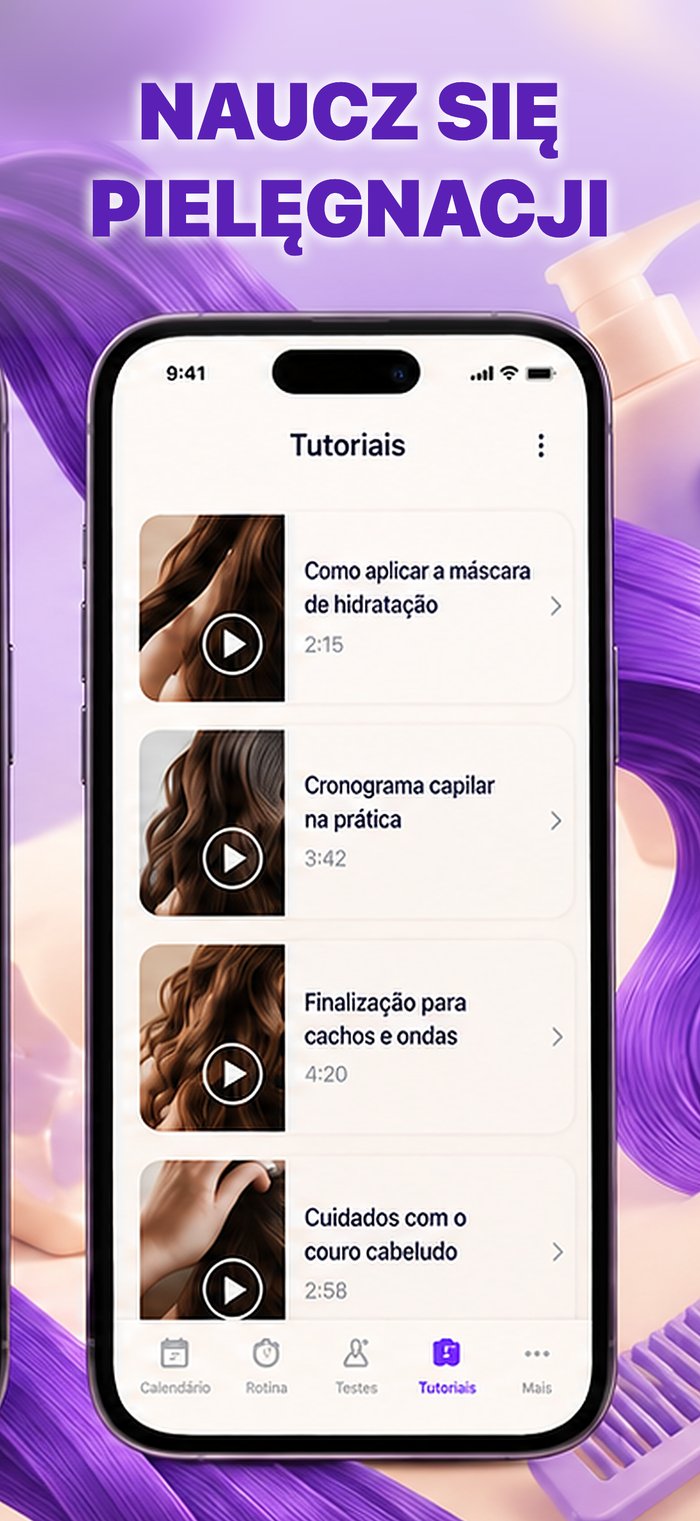 NAUCZ SIĘ
PIELĘGNACJI
9:41
Tutoriais
Como aplicar a máscara
de hidratação
2:15
Cronograma capilar
na prática
3:42
Finalização para
cachos e ondas
4:20
Cuidados com o
couro cabeludo
2:58
Calendário Rotina Testes Tutoriais Mais